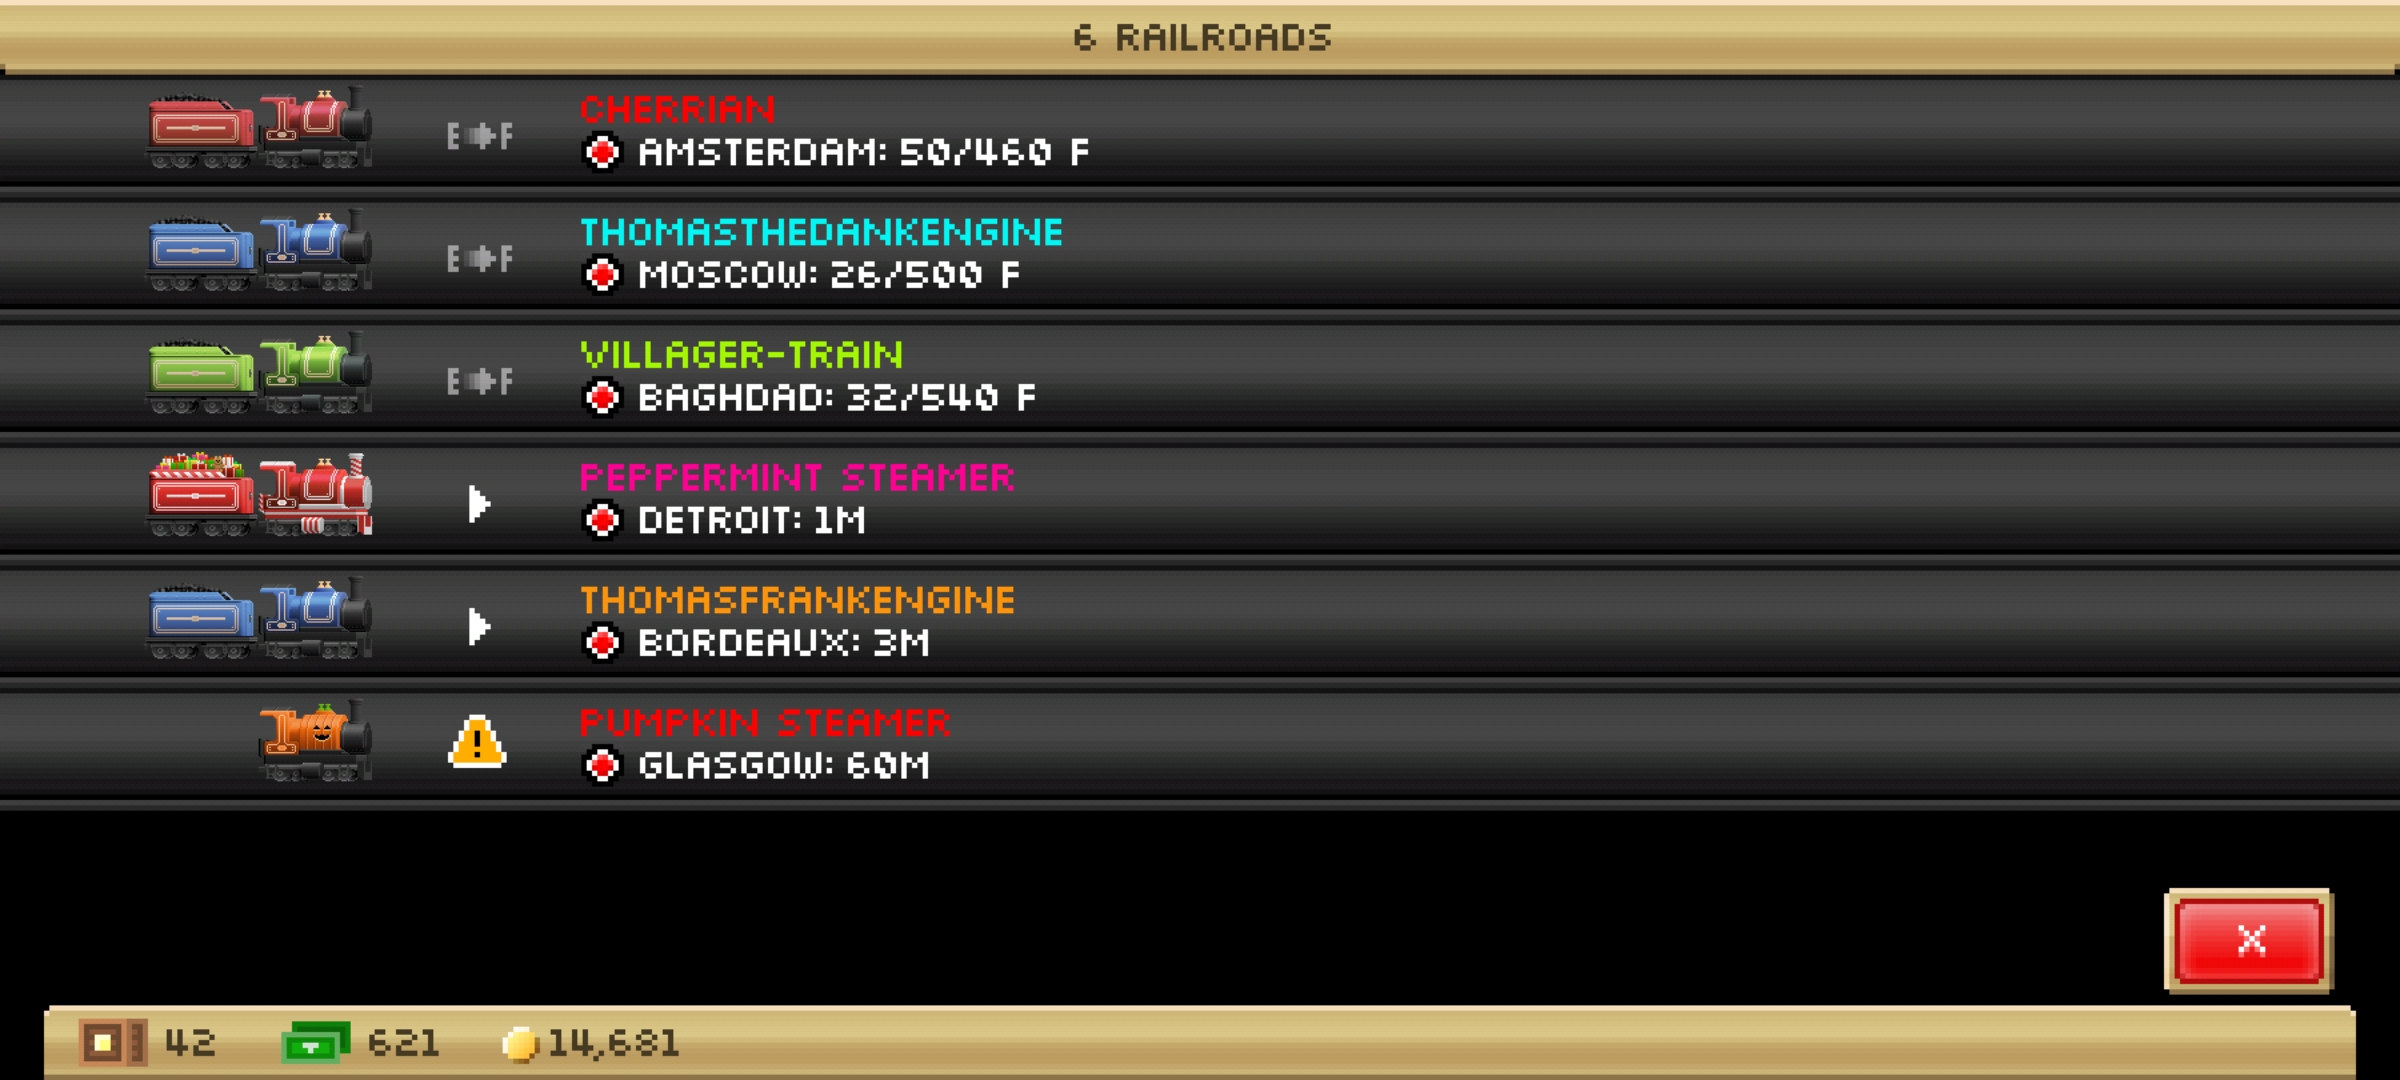 6 RAILROADS
E F
CHERRIAN
AMSTERDAM: 50/460 F
E F
THOMASTHEDANKENGINE
MOSCOW: 26/500 F
E F
VILLAGER-TRAIN
BAGHDAD: 32/540 F
PEPPERMINT STEAMER
DETROIT: 1M
THOMASFRANKENGINE
BORDEAUX: 3M
!
PUMPKIN STEAMER
GLASGOW: 60M
X
42 621 14,681